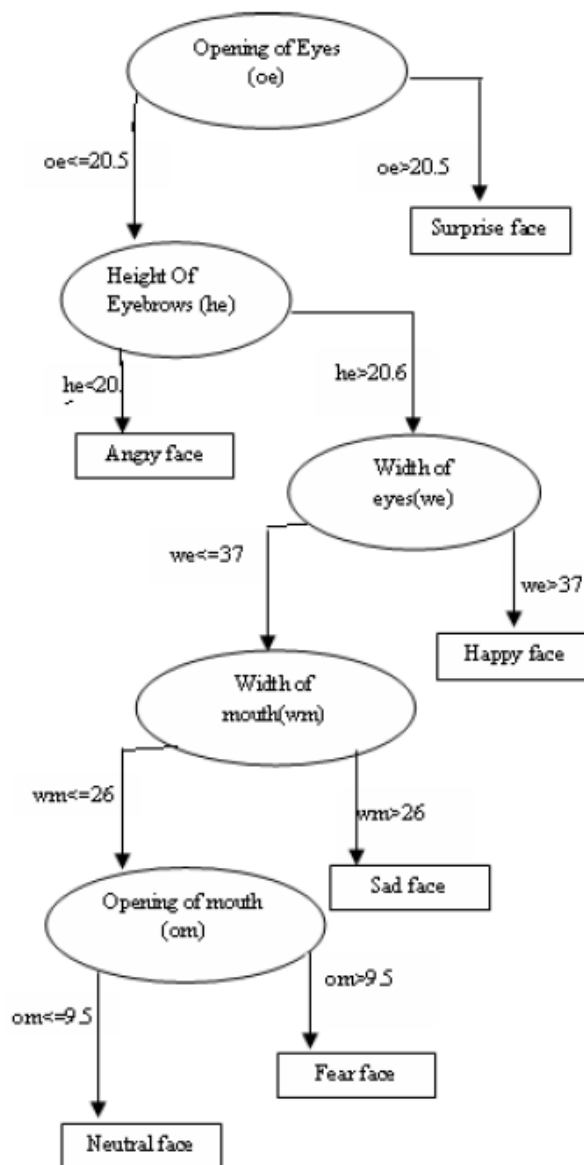 Opening of Eyes
(oe)
oe<=20.5
oe>20.5
Surprise face
Height Of
Eyebrows (he)
he<20.
he>20.6
Angry face
Width of
eyes(we)
we<=37
we>37
Happy face
Width of
mouth(wm)
wm<=26
wm>26
Sad face
Opening of mouth
(om)
om>9.5
om<=9.5
Fear face
Neutral face